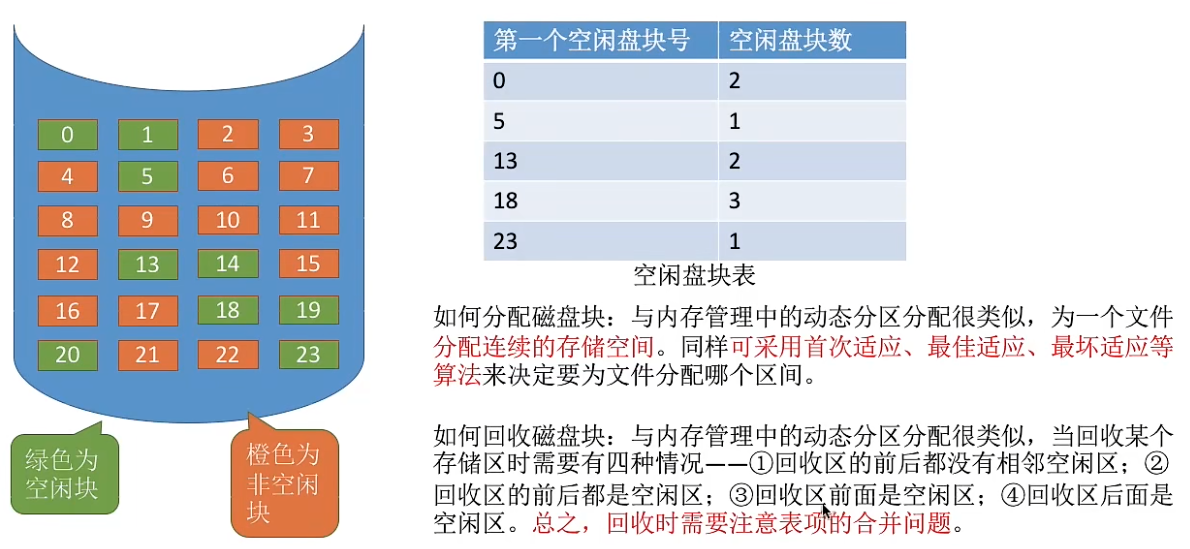 0 1 2 3
4 5 6 7
8 9 10 11
12 13 14 15
16 17 18 19
20 21 22 23
绿色为
空闲块
橙色为
非空闲
块
第一个空闲盘块号 空闲盘块数
0 2
5 1
13 2
18 3
23 1
空闲盘块表
如何分配磁盘块：与内存管理中的动态分区分配很类似，为一个文件
分配连续的存储空间。同样可采用首次适应、最佳适应、最坏适应等
算法来决定要为文件分配哪个区间。
如何回收磁盘块：与内存管理中的动态分区分配很类似，当回收某个
存储区时需要有四种情况——①回收区的前后都没有相邻空闲区；②
回收区的前后都是空闲区；③回收区前面是空闲区；④回收区后面是
空闲区。总之，回收时需要注意表项的合并问题。